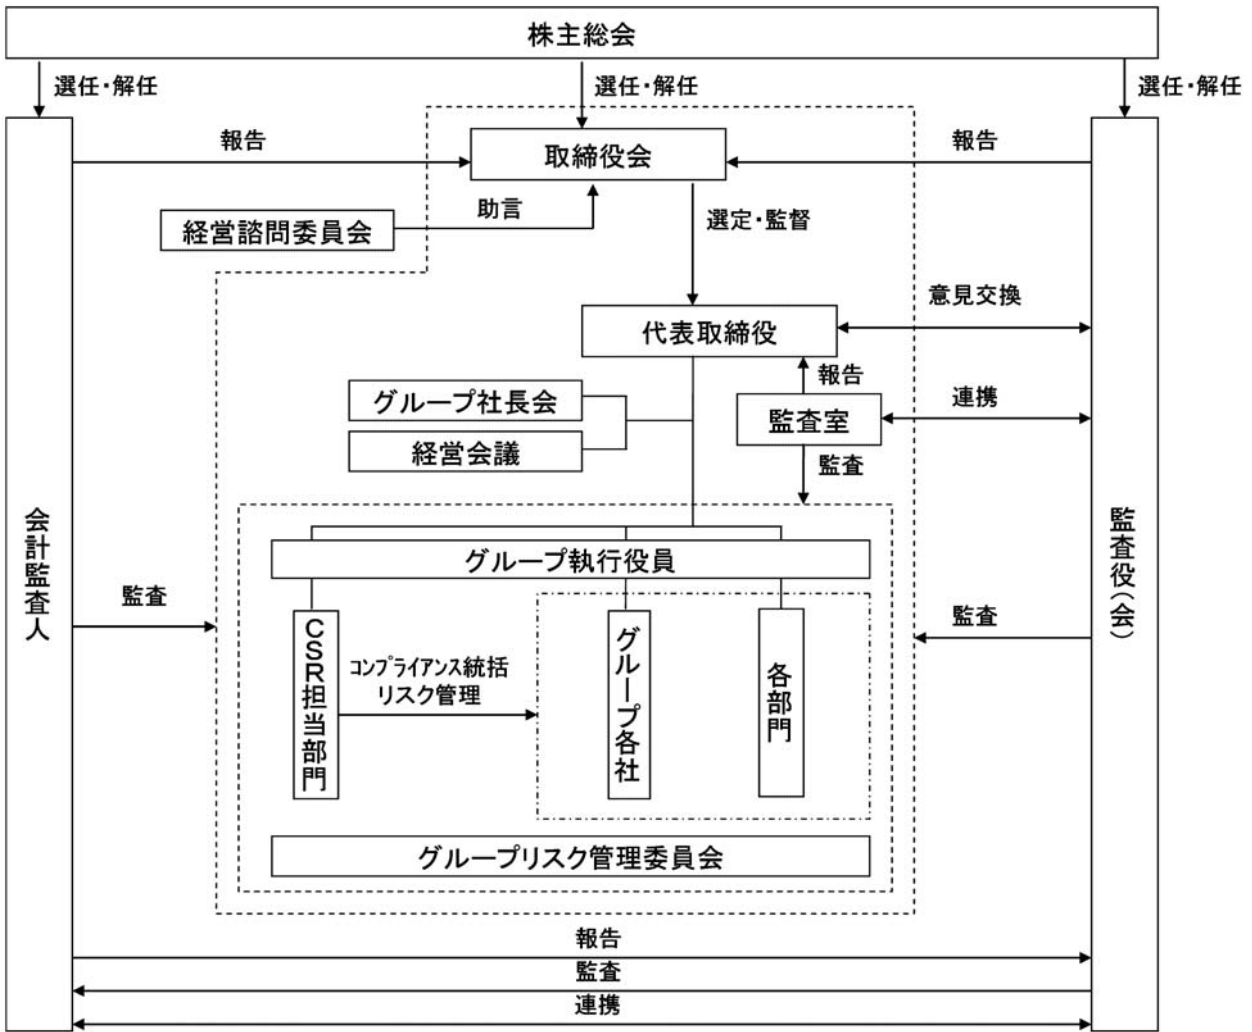 株主総会
選任・解任
選任・解任
選任・解任
報告
取締役会
報告
助言
経営諮問委員会
選定・監督
意見交換
代表取締役
報告
グループ社長会
監査室
連携
経営会議
監査
会計監査人
監査役(会)
グループ執行役員
監査
監査
CSR担当部門
コンプライアンス統括
リスク管理
グループ各社
各部門
グループリスク管理委員会
報告
監査
連携